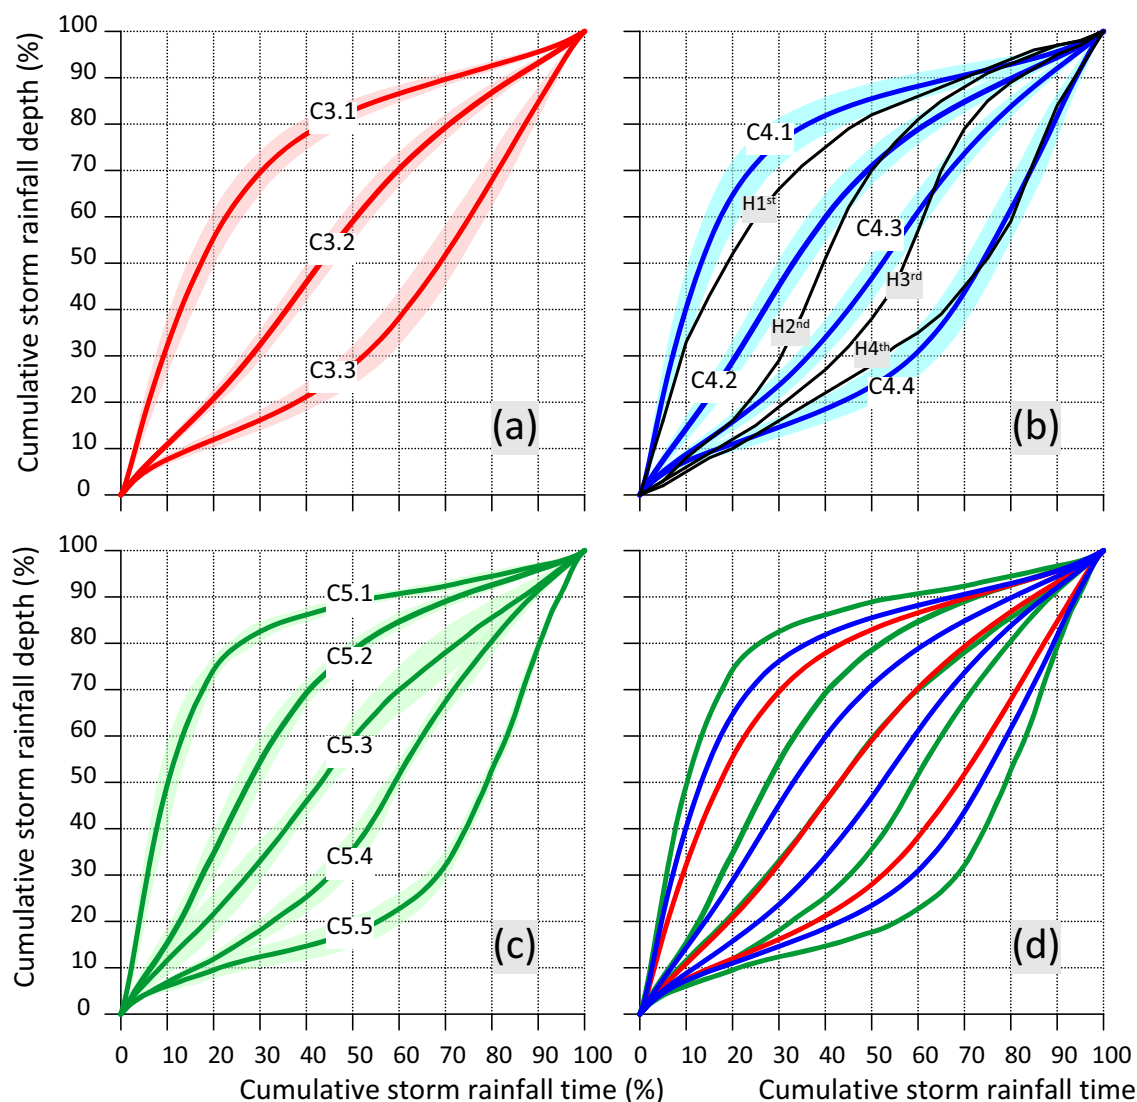 Cumulative storm rainfall depth (%)
100
90
80
70
60
50
40
30
20
10
0
C3.1
C3.2
C3.3
(a)
C4.1
H1st
C4.3
H3rd
H2nd
H4th
C4.2
C4.4
(b)
Cumulative storm rainfall depth (%)
100
90
80
70
60
50
40
30
20
10
0
C5.1
C5.2
C5.3
C5.4
C5.5
(c)
(d)
0 10 20 30 40 50 60 70 80 90 100
0 10 20 30 40 50 60 70 80 90 100
Cumulative storm rainfall time (%)
Cumulative storm rainfall time